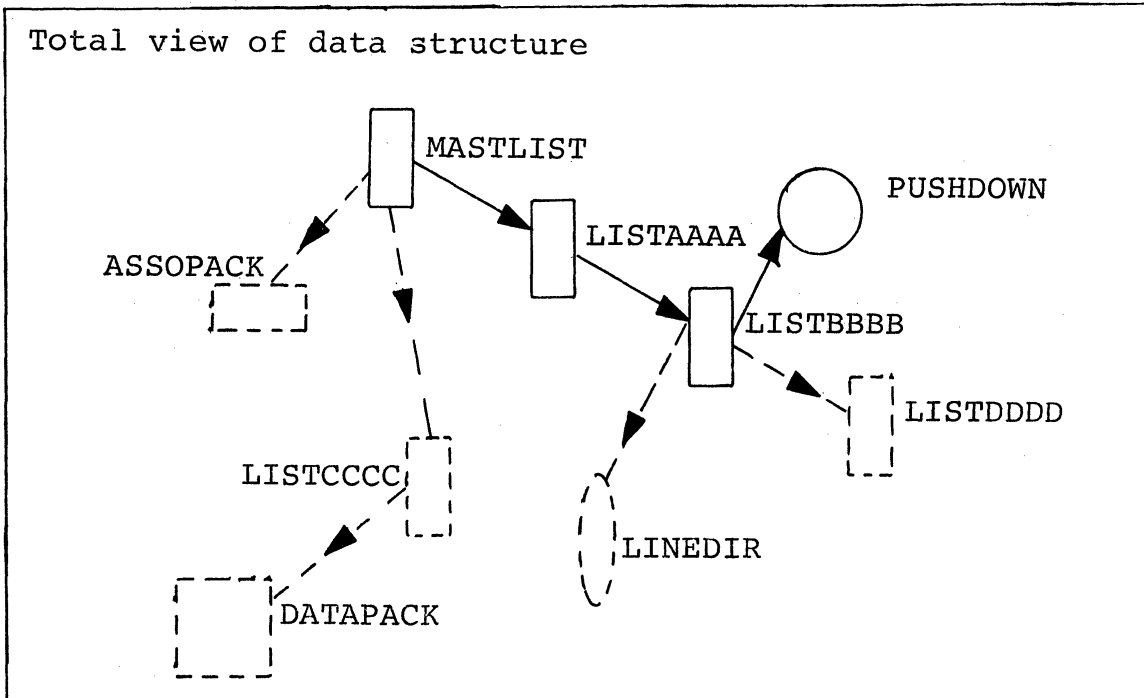 Total view of data structure
MASTLIST
PUSHDOWN
LISTAAAA
ASSOPACK
LISTBBBB
LISTDDDD
LISTCCCC
LINEDIR
DATAPACK